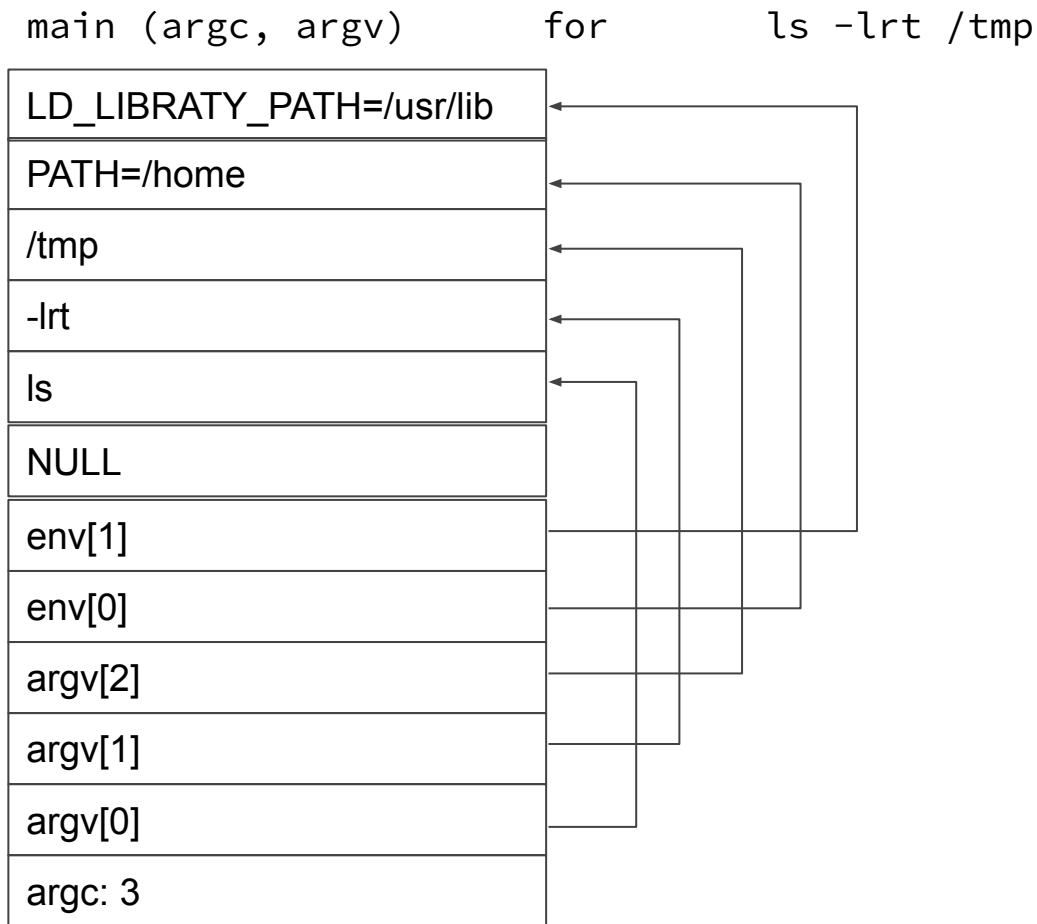 main (argc, argv) for ls -lrt /tmp
LD_LIBRATY_PATH=/usr/lib
PATH=/home
/tmp
-lrt
ls
NULL
env[1]
env[0]
argv[2]
argv[1]
argv[0]
argc: 3